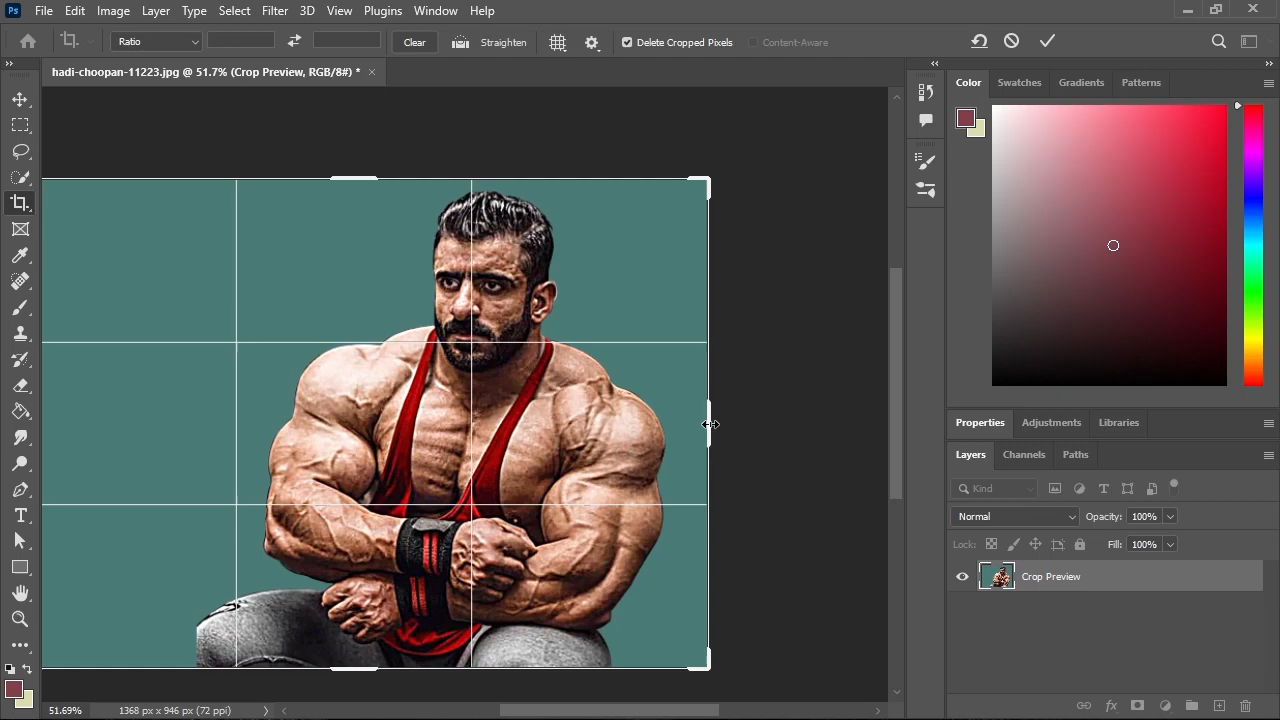 Ps File Edit Image Layer Type Select Filter 3D View Plugins Window Help
Ratio Clear Straighten Delete Cropped Pixels Content-Aware
hadi-choopan-11223.jpg @ 51.7% (Crop Preview, RGB/8#) *
Color Swatches Gradients Patterns
Properties Adjustments Libraries
Layers Channels Paths
Kind
Normal Opacity: 100%
Lock: Fill: 100%
Crop Preview
51.69% 1368 px x 946 px (72 ppi)